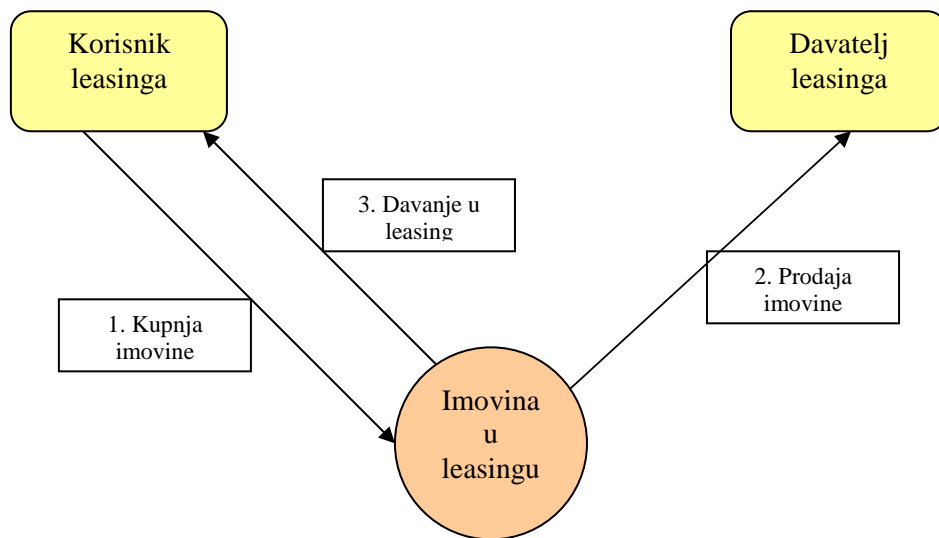 Korisnik
leasinga
Davatelj
leasinga
3. Davanje u
leasing
2. Prodaja
imovine
1. Kupnja
imovine
Imovina
u
leasingu